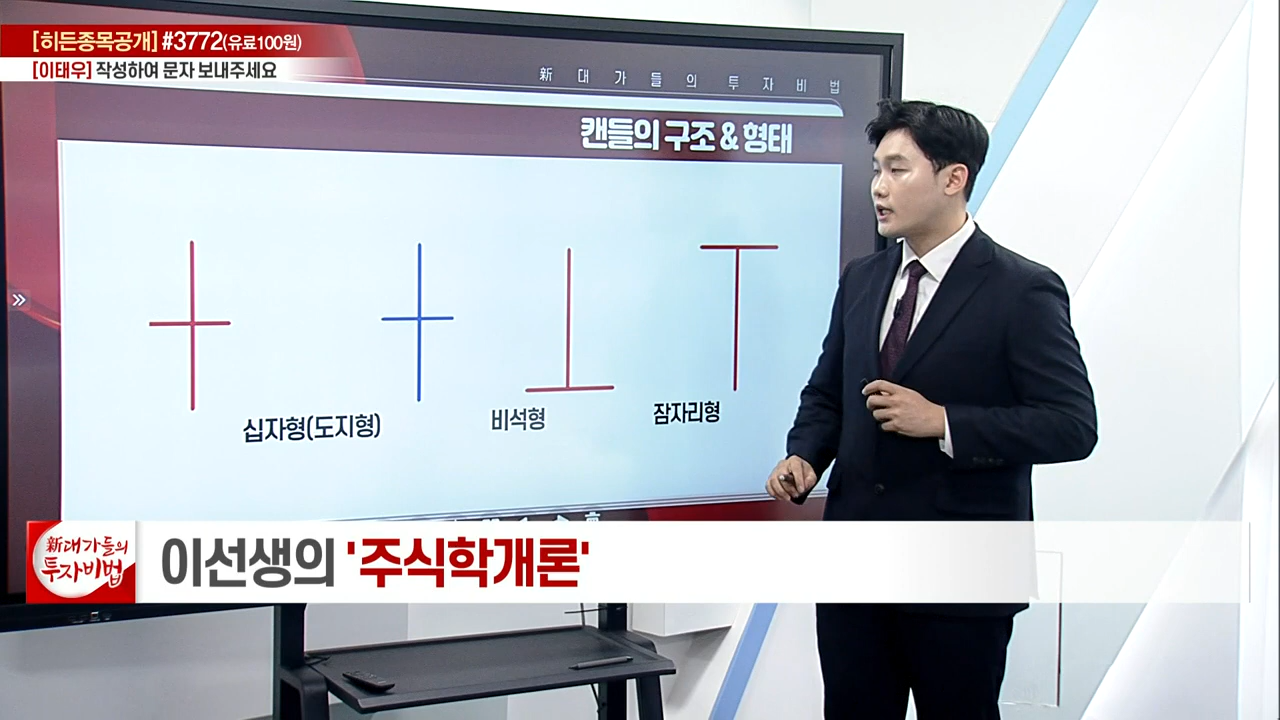 [히든종목공개] #3772(유료100원)
[이태우] 작성하여 문자 보내주세요
新 대 가 들 의 투 자 비 법
캔들의 구조 & 형태
십자형(도지형)
비석형
잠자리형
新대가들의
투자비법
이선생의 '주식학개론'